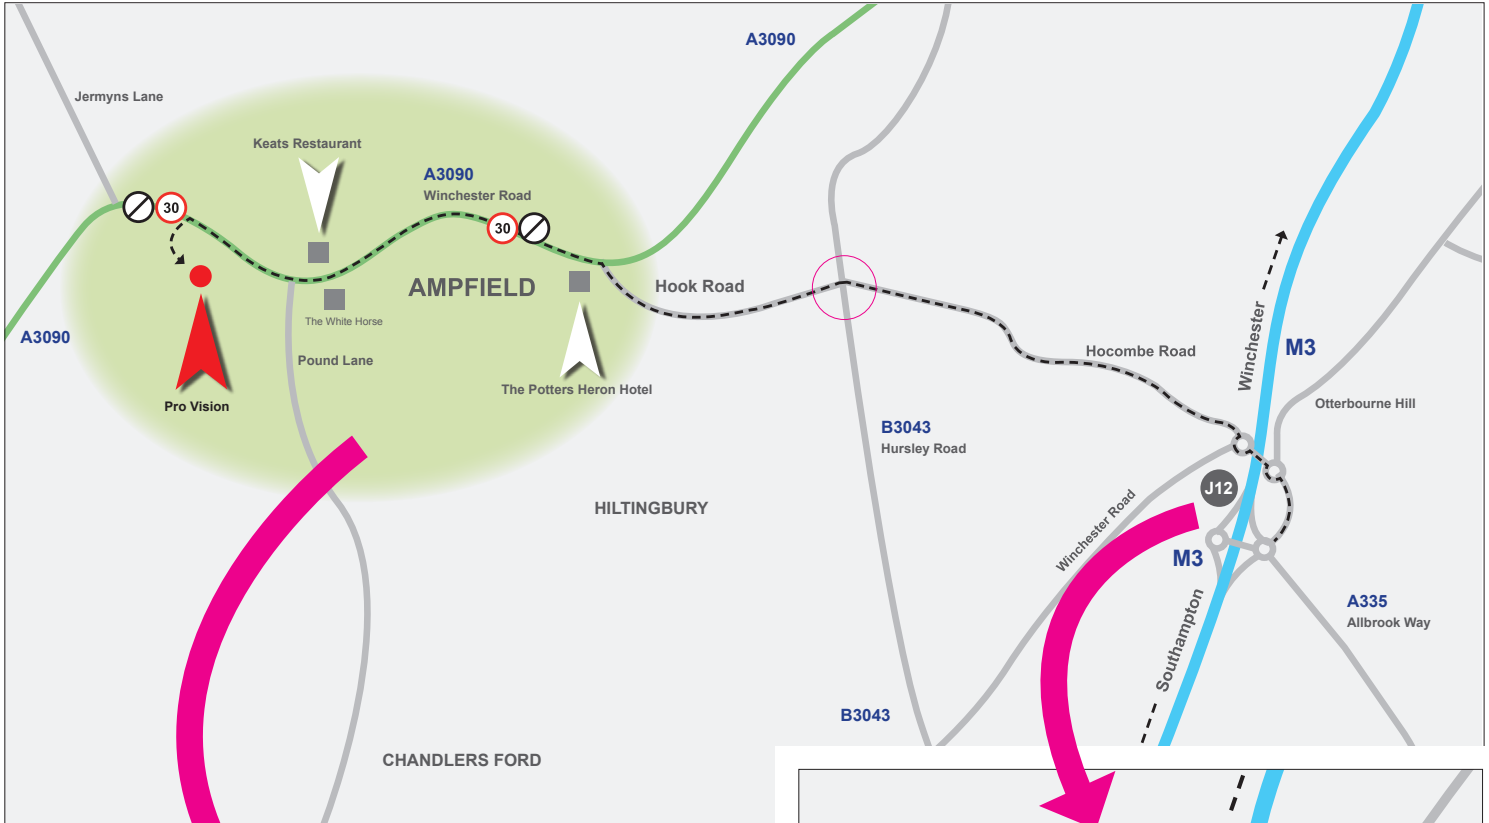 A3090
Jermyns Lane
Keats Restaurant
A3090
Winchester Road
30
30
AMPFIELD
Hook Road
The White Horse
A3090
Pound Lane
The Potters Heron Hotel
Pro Vision
Hocombe Road
Winchester
M3
Otterbourne Hill
B3043
Hursley Road
HILTINGBURY
J12
Winchester Road
M3
A335
Allbrook Way
Southampton
B3043
CHANDLERS FORD